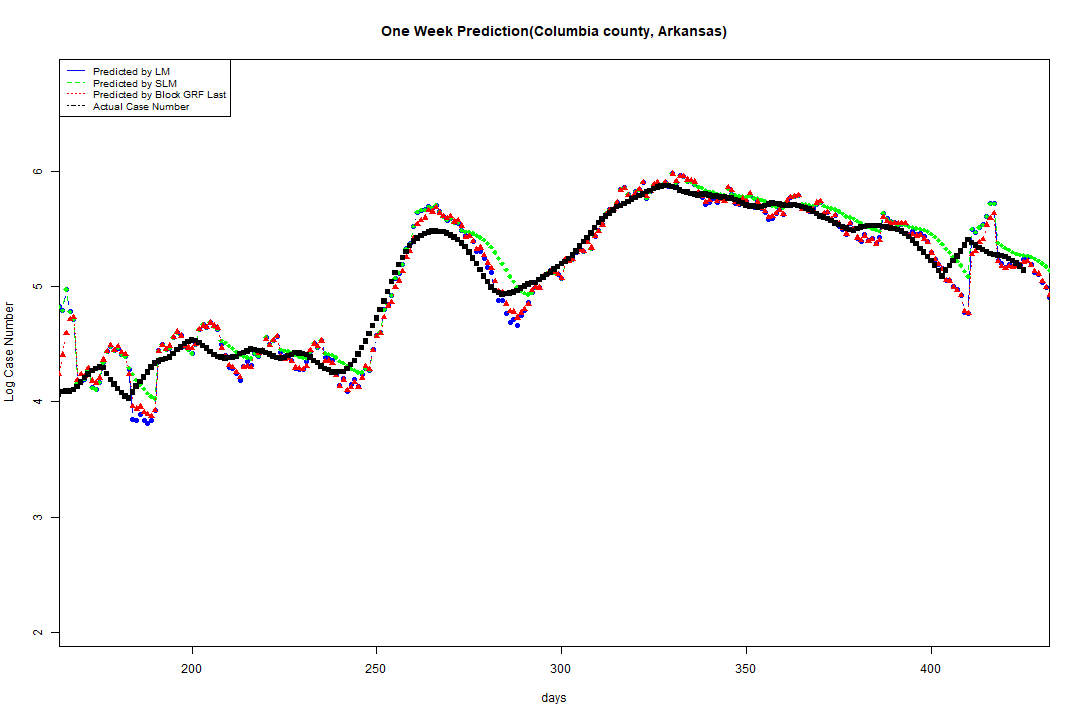 One Week Prediction(Columbia county, Arkansas)
Predicted by LM
Predicted by SLM
Predicted by Block GRF Last
Actual Case Number
6
5
4
3
2
Log Case Number
200 250 300 350 400
days